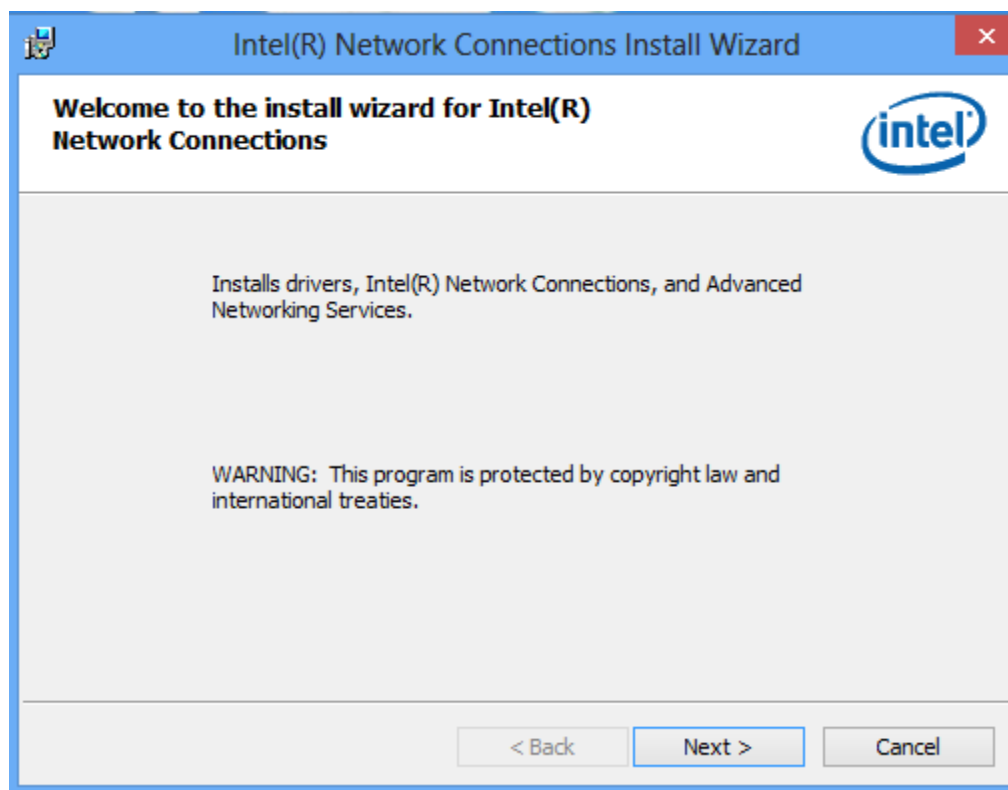 Intel(R) Network Connections Install Wizard
Welcome to the install wizard for Intel(R)
Network Connections
intel
Installs drivers, Intel(R) Network Connections, and Advanced
Networking Services.
WARNING:  This program is protected by copyright law and
international treaties.
< Back
Next >
Cancel